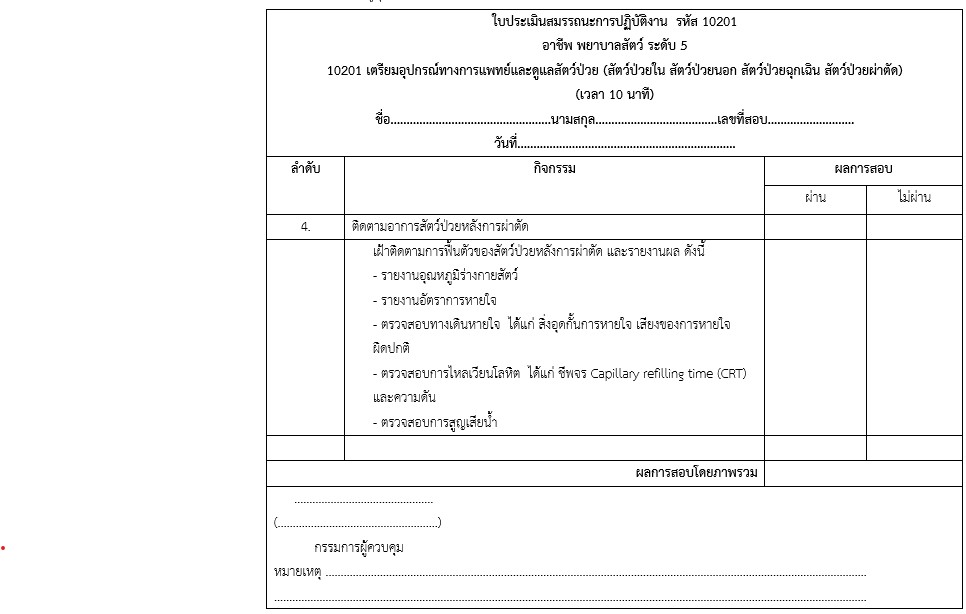 ใบประเมินสมรรถนะการปฏิบัติงาน  รหัส 10201
อาชีพ พยาบาลสัตว์ ระดับ 5
10201 เตรียมอุปกรณ์ทางการแพทย์และดูแลสัตว์ป่วย (สัตว์ป่วยใน สัตว์ป่วยนอก สัตว์ป่วยฉุกเฉิน สัตว์ป่วยผ่าตัด)
(เวลา 10 นาที)
ชื่อ..................................................นามสกุล......................................เลขที่สอบ...........................
วันที่....................................................................
ลำดับ กิจกรรม ผลการสอบ
ผ่าน ไม่ผ่าน
4. ติดตามอาการสัตว์ป่วยหลังการผ่าตัด
เฝ้าติดตามการฟื้นตัวของสัตว์ป่วยหลังการผ่าตัด และรายงานผล ดังนี้
- รายงานอุณหภูมิร่างกายสัตว์
- รายงานอัตราการหายใจ
- ตรวจสอบทางเดินหายใจ  ได้แก่ สิ่งอุดกั้นการหายใจ เสียงของการหายใจ
ผิดปกติ
- ตรวจสอบการไหลเวียนโลหิต  ได้แก่ ชีพจร Capillary refilling time (CRT)
และความดัน
- ตรวจสอบการสูญเสียน้ำ
ผลการสอบโดยภาพรวม
..............................................
(.....................................................)
กรรมการผู้ควบคุม
หมายเหตุ ....................................................................................................
....................................................................................................